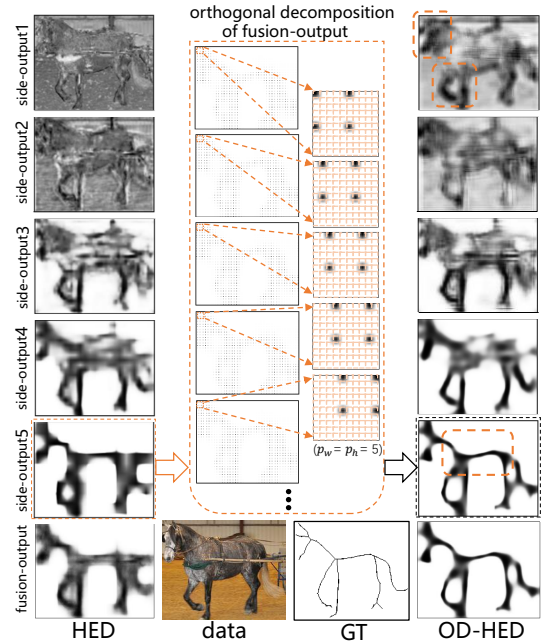 orthogonal decomposition
of fusion-output
side-output1
side-output2
side-output3
side-output4
side-output5
fusion-output
(p_w = p_h = 5)
HED
data
GT
OD-HED